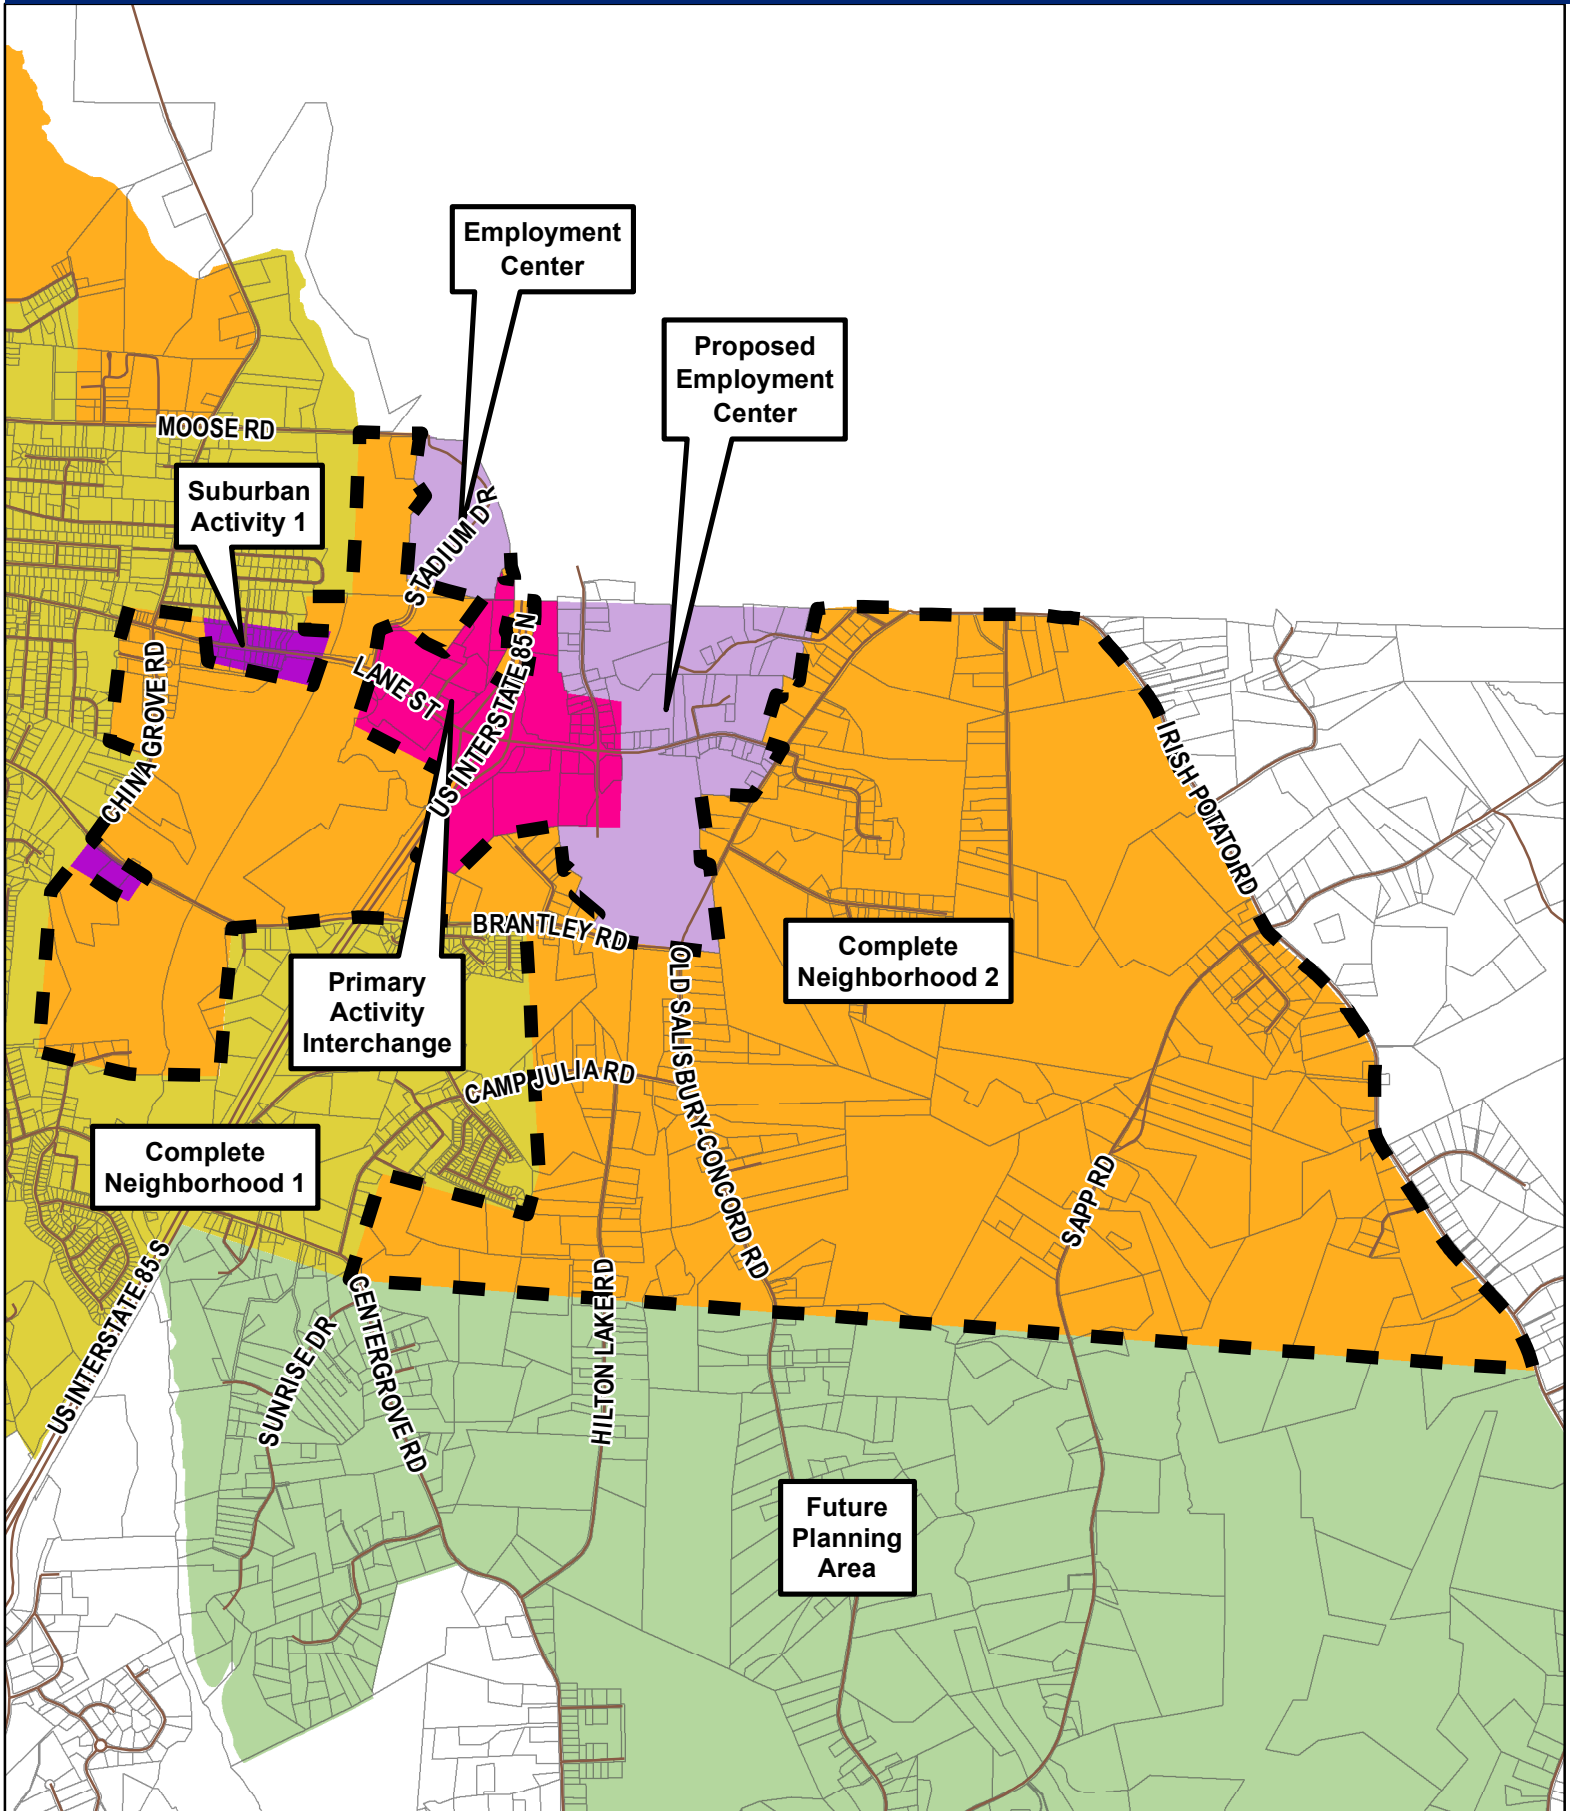 Employment
Center
Proposed
Employment
Center
MOOSE RD
Suburban
Activity 1
STADIUM DR
US INTERSTATE 85 N
CHINA GROVE RD
LANE ST
IRISH POTATO RD
BRANTLEY RD
Complete
Neighborhood 2
Primary
Activity
Interchange
OLD SALISBURY-CONCORD RD
CAMP JULIA RD
Complete
Neighborhood 1
SAPP RD
US INTERSTATE 85 S
SUNRISE DR
CENTERGROVE RD
HILTON LAKE RD
Future
Planning
Area